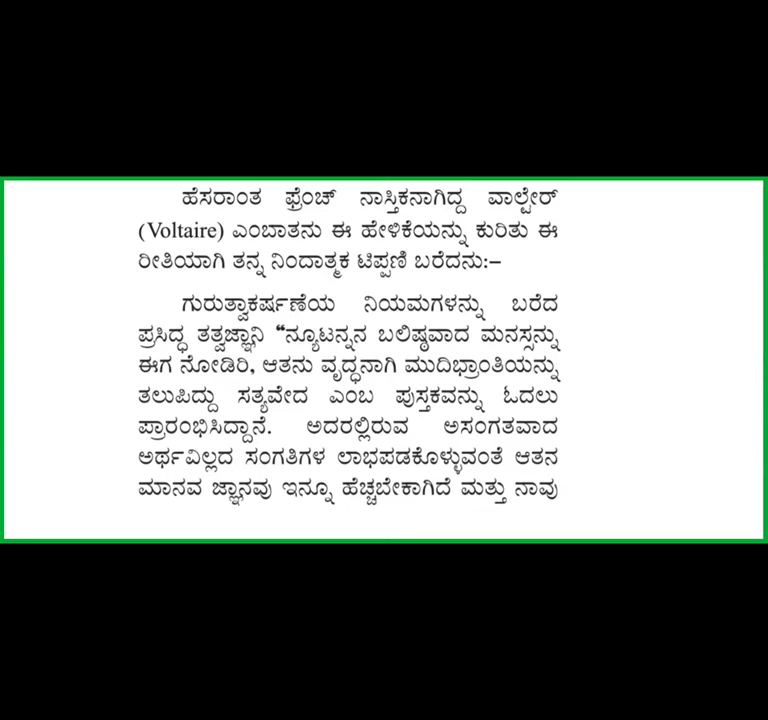 ಹೆಸರಾಂತ ಫ್ರೆಂಚ್ ನಾಸ್ತಿಕನಾಗಿದ್ದ ವಾಲ್ಟೇರ್
(Voltaire) ಎಂಬಾತನು ಈ ಹೇಳಿಕೆಯನ್ನು ಕುರಿತು ಈ
ರೀತಿಯಾಗಿ ತನ್ನ ನಿಂದಾತ್ಮಕ ಟಿಪ್ಪಣಿ ಬರೆದನು:–
ಗುರುತ್ವಾಕರ್ಷಣೆಯ ನಿಯಮಗಳನ್ನು ಬರೆದ
ಪ್ರಸಿದ್ಧ ತತ್ವಜ್ಞಾನಿ “ನ್ಯೂಟನ್ನನ ಬಲಿಷ್ಠವಾದ ಮನಸ್ಸನ್ನು
ಈಗ ನೋಡಿರಿ, ಆತನು ವೃದ್ಧನಾಗಿ ಮುದಿಭ್ರಾಂತಿಯನ್ನು
ತಲುಪಿದ್ದು ಸತ್ಯವೇದ ಎಂಬ ಪುಸ್ತಕವನ್ನು ಓದಲು
ಪ್ರಾರಂಭಿಸಿದ್ದಾನೆ. ಅದರಲ್ಲಿರುವ ಅಸಂಗತವಾದ
ಅರ್ಥವಿಲ್ಲದ ಸಂಗತಿಗಳ ಲಾಭಪಡಕೊಳ್ಳುವಂತೆ ಆತನ
ಮಾನವ ಜ್ಞಾನವು ಇನ್ನೂ ಹೆಚ್ಚಬೇಕಾಗಿದೆ ಮತ್ತು ನಾವು